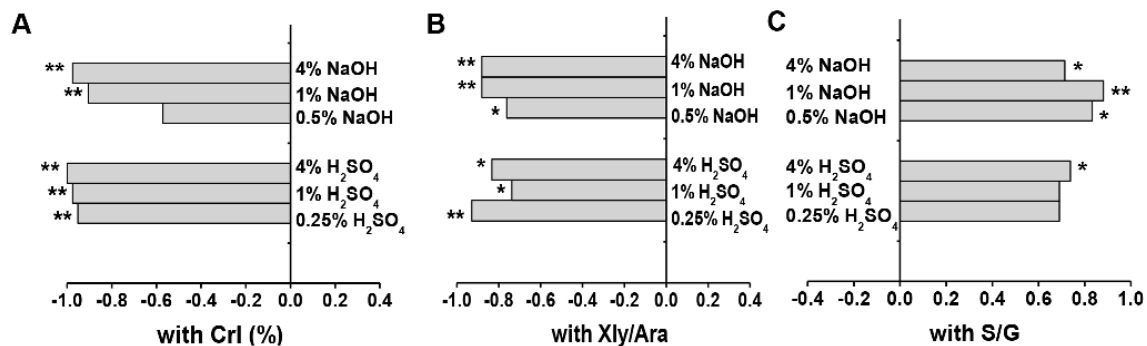 A
** 4% NaOH
** 1% NaOH
0.5% NaOH
** 4% H₂SO₄
** 1% H₂SO₄
** 0.25% H₂SO₄
-1.0 -0.8 -0.6 -0.4 -0.2 0.0 0.2 0.4
with CrI (%)
B
** 4% NaOH
** 1% NaOH
* 0.5% NaOH
* 4% H₂SO₄
* 1% H₂SO₄
** 0.25% H₂SO₄
-1.0 -0.8 -0.6 -0.4 -0.2 0.0 0.2 0.4
with Xly/Ara
C
4% NaOH *
1% NaOH **
0.5% NaOH *
4% H₂SO₄ *
1% H₂SO₄
0.25% H₂SO₄
-0.4 -0.2 0.0 0.2 0.4 0.6 0.8 1.0
with S/G